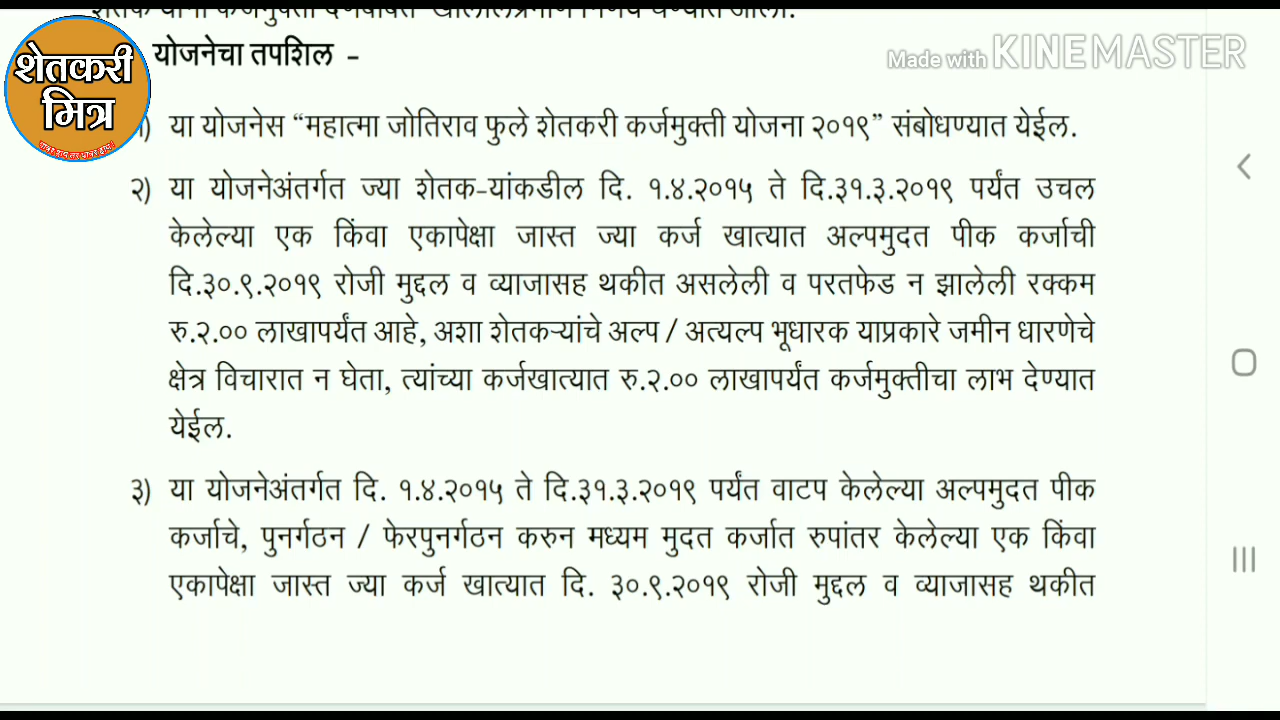 योजनेचा तपशिल -
Made with KINEMASTER
शेतकरी
मित्र
१) या योजनेस “महात्मा जोतिराव फुले शेतकरी कर्जमुक्ती योजना २०१९” संबोधण्यात येईल.
२) या योजनेअंतर्गत ज्या शेतक-यांकडील दि. १.४.२०१५ ते दि.३१.३.२०१९ पर्यंत उचल
केलेल्या एक किंवा एकापेक्षा जास्त ज्या कर्ज खात्यात अल्पमुदत पीक कर्जाची
दि.३०.९.२०१९ रोजी मुद्दल व व्याजासह थकीत असलेली व परतफेड न झालेली रक्कम
रु.२.०० लाखापर्यंत आहे, अशा शेतकऱ्यांचे अल्प / अत्यल्प भूधारक याप्रकारे जमीन धारणेचे
क्षेत्र विचारात न घेता, त्यांच्या कर्जखात्यात रु.२.०० लाखापर्यंत कर्जमुक्तीचा लाभ देण्यात
येईल.
३) या योजनेअंतर्गत दि. १.४.२०१५ ते दि.३१.३.२०१९ पर्यंत वाटप केलेल्या अल्पमुदत पीक
कर्जाचे, पुनर्गठन / फेरपुनर्गठन करुन मध्यम मुदत कर्जात रुपांतर केलेल्या एक किंवा
एकापेक्षा जास्त ज्या कर्ज खात्यात दि. ३०.९.२०१९ रोजी मुद्दल व व्याजासह थकीत